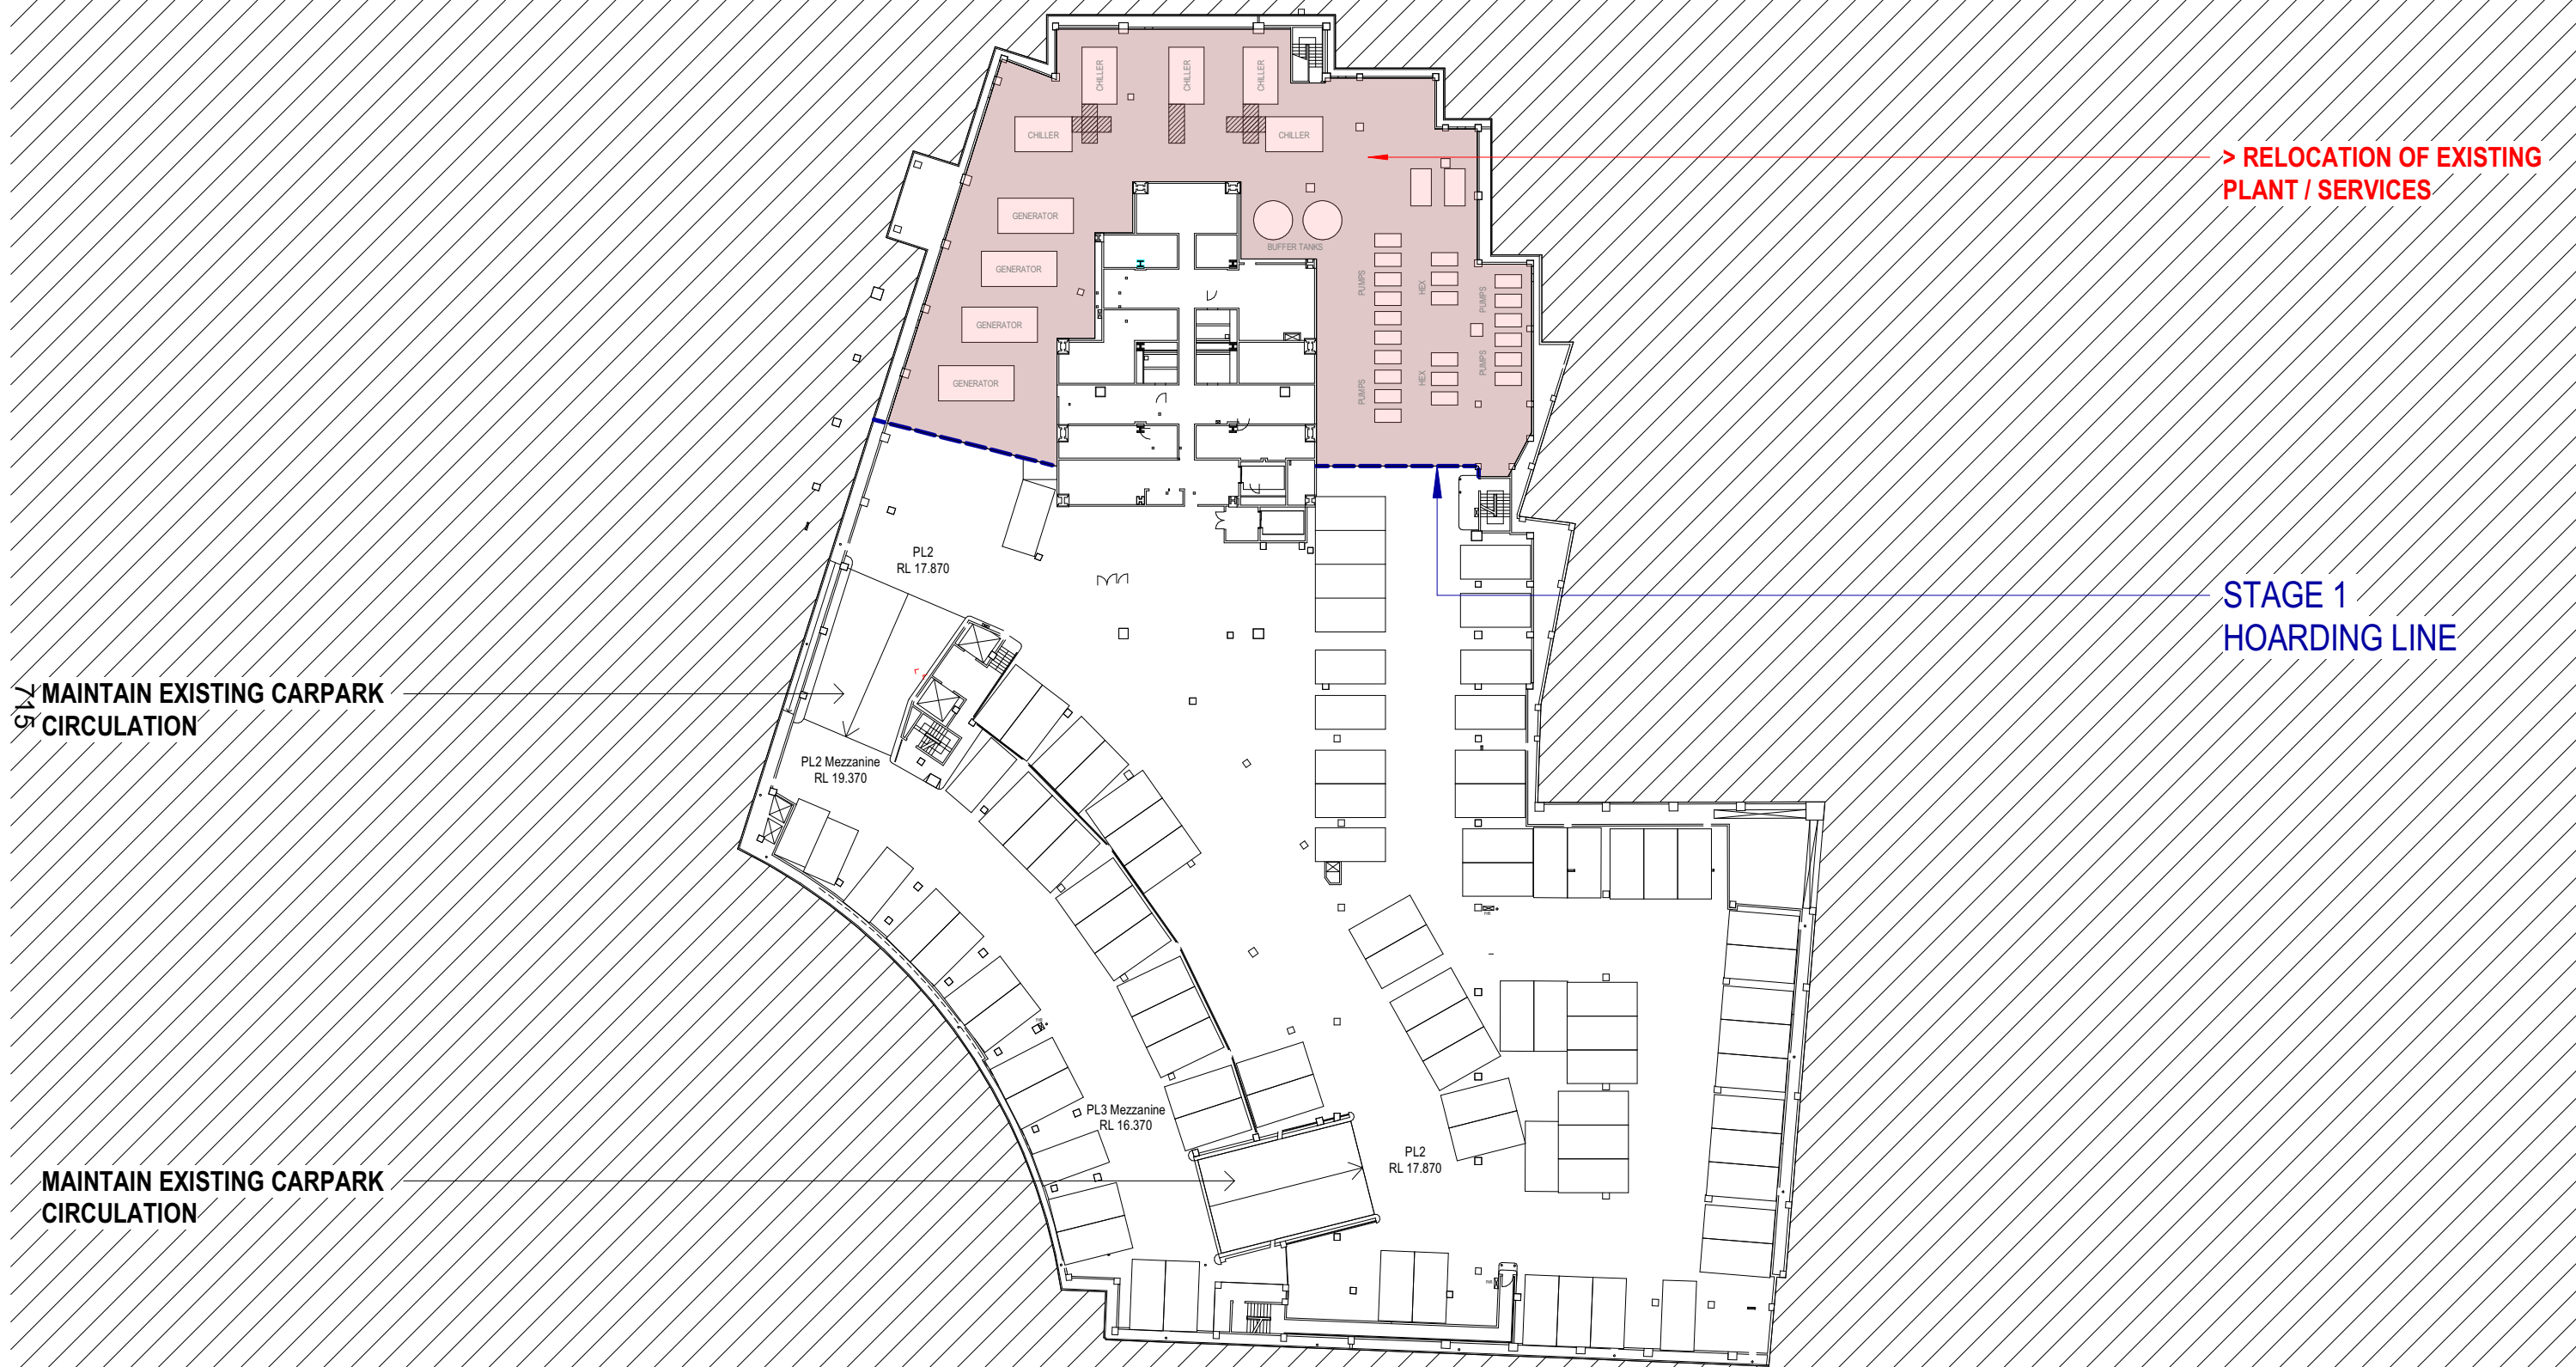 CHILLER
CHILLER
CHILLER
CHILLER
CHILLER
> RELOCATION OF EXISTING
PLANT / SERVICES
GENERATOR
BUFFER TANKS
GENERATOR
PUMPS
HEX
PUMPS
GENERATOR
PUMPS
HEX
PUMPS
GENERATOR
PL2
RL 17.870
STAGE 1
HOARDING LINE
715
MAINTAIN EXISTING CARPARK
CIRCULATION
PL2 Mezzanine
RL 19.370
PL3 Mezzanine
RL 16.370
PL2
RL 17.870
MAINTAIN EXISTING CARPARK
CIRCULATION